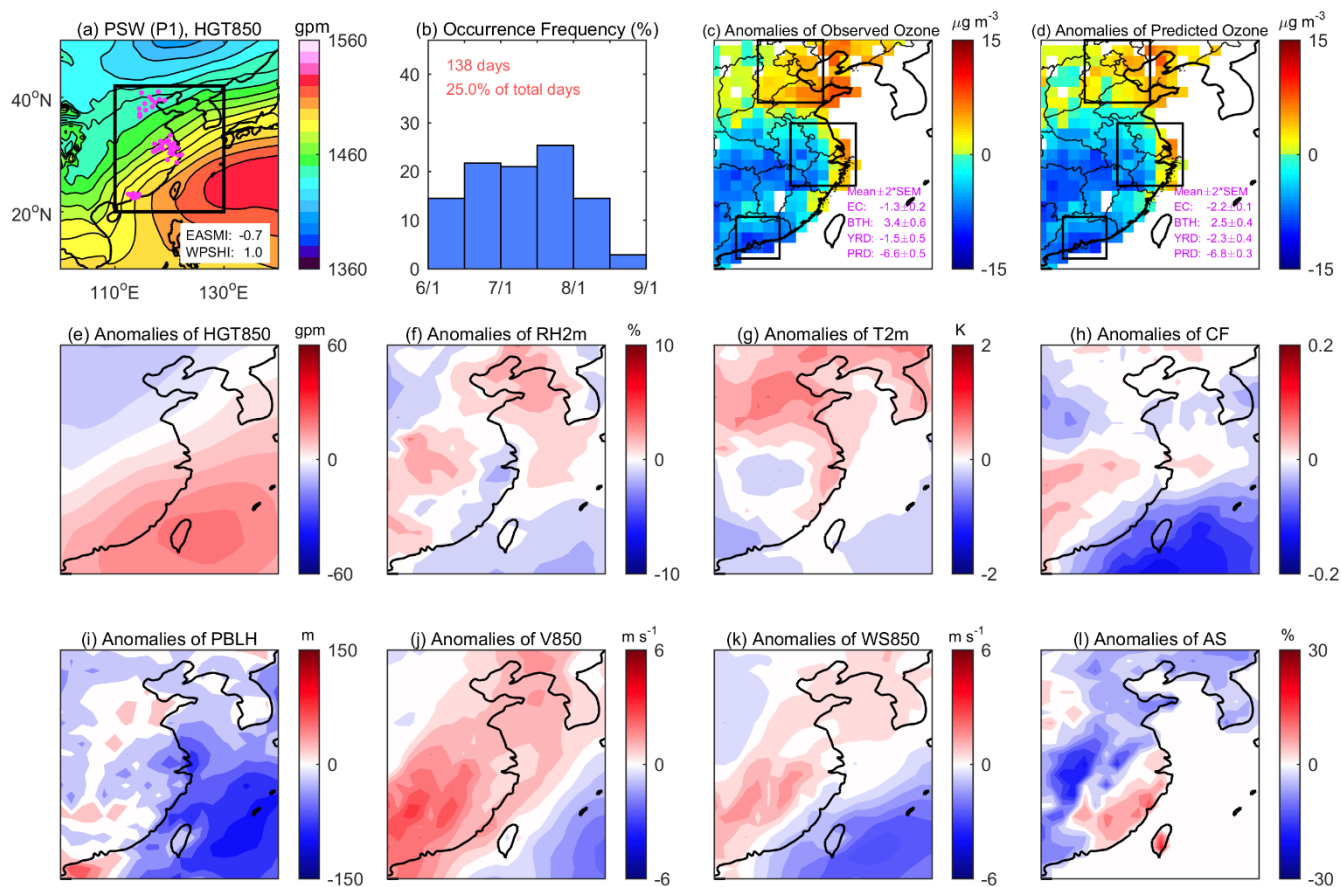 (a) PSW (P1), HGT850
gpm
1560
1460
1360
40°N
20°N
110°E
130°E
EASMI: -0.7
WPSHI: 1.0
(b) Occurrence Frequency (%)
138 days
25.0% of total days
40
30
20
10
0
6/1
7/1
8/1
9/1
(c) Anomalies of Observed Ozone
μg m⁻³
15
0
-15
Mean±2*SEM
EC: -1.3±0.2
BTH: 3.4±0.6
YRD: -1.5±0.5
PRD: -6.6±0.5
(d) Anomalies of Predicted Ozone
μg m⁻³
15
0
-15
Mean±2*SEM
EC: -2.2±0.1
BTH: 2.5±0.4
YRD: -2.3±0.4
PRD: -6.8±0.3
(e) Anomalies of HGT850
gpm
60
0
-60
(f) Anomalies of RH2m
%
10
0
-10
(g) Anomalies of T2m
K
2
0
-2
(h) Anomalies of CF
0.2
0
-0.2
(i) Anomalies of PBLH
m
150
0
-150
(j) Anomalies of V850
m s⁻¹
6
0
-6
(k) Anomalies of WS850
m s⁻¹
6
0
-6
(l) Anomalies of AS
%
30
0
-30